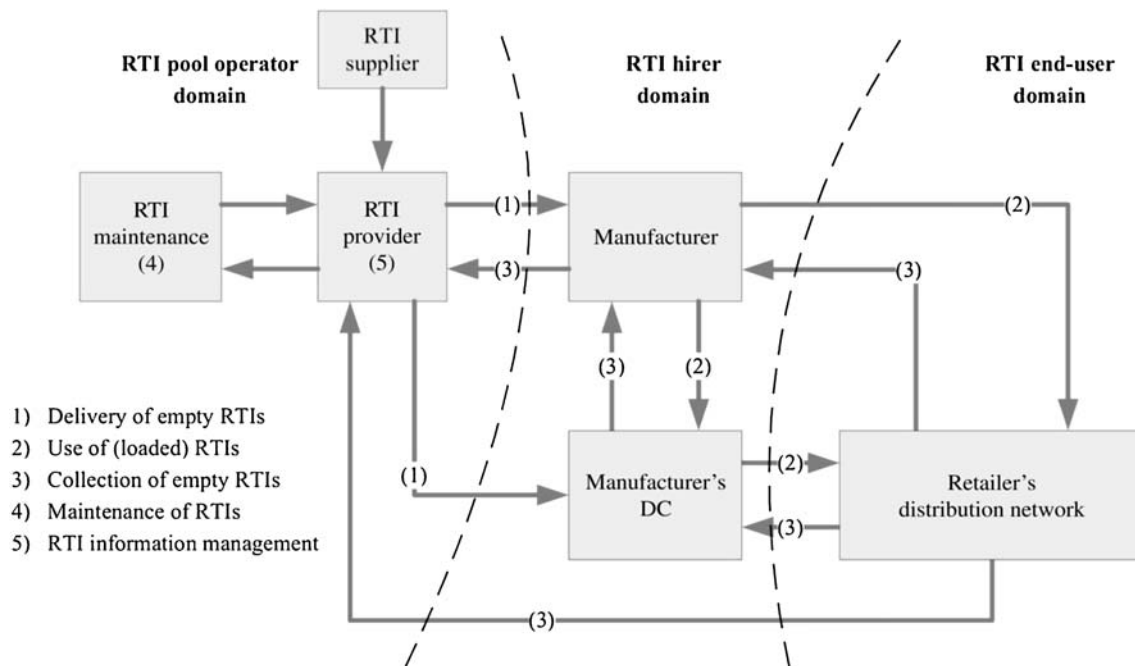 RTI
supplier
RTI pool operator
domain
RTI hirer
domain
RTI end-user
domain
RTI
maintenance
(4)
RTI
provider
(5)
(1)
(3)
Manufacturer
(2)
(3)
(3)
(2)
1) Delivery of empty RTIs
2) Use of (loaded) RTIs
3) Collection of empty RTIs
4) Maintenance of RTIs
5) RTI information management
(1)
Manufacturer's
DC
(2)
(3)
Retailer's
distribution network
(3)